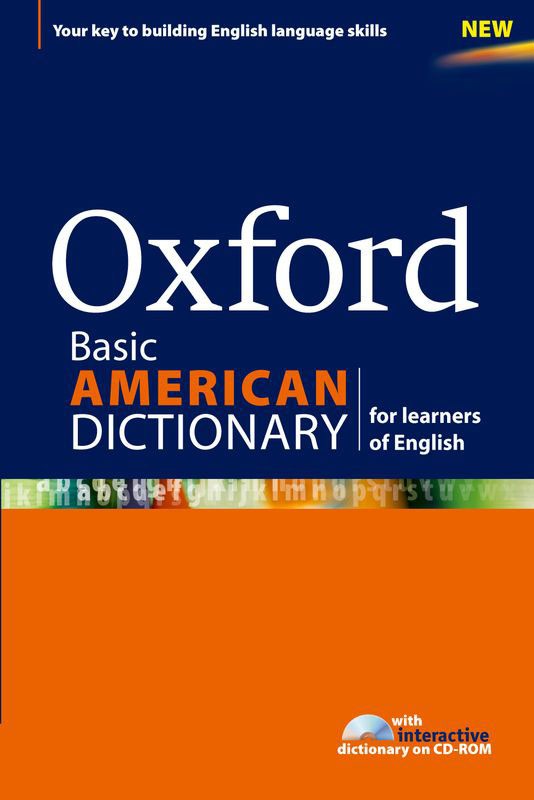 Your key to building English language skills
NEW
Oxford
Basic
AMERICAN
DICTIONARY
for learners
of English
abcdefghijklmnopqrstuvwx
with
interactive
dictionary on CD-ROM